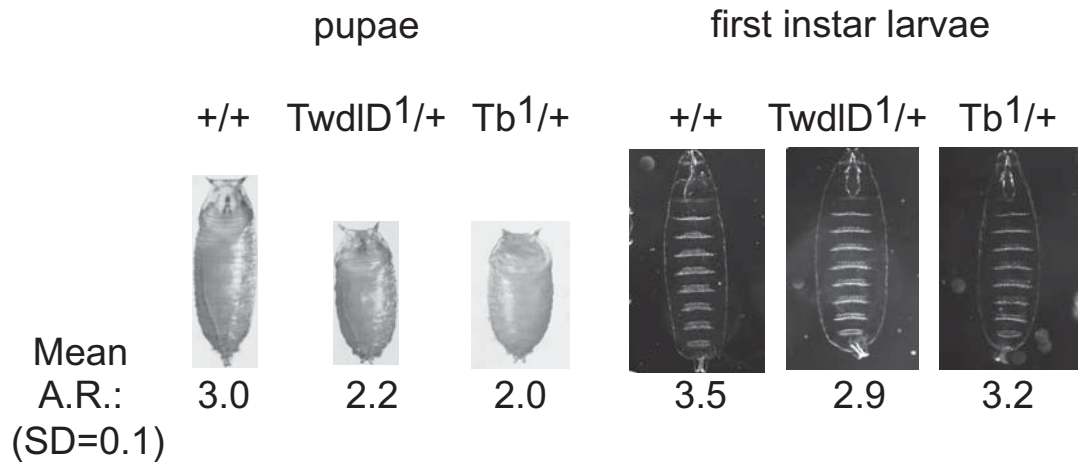 pupae first instar larvae
+/+ TwdlD1/+ Tb1/+ +/+ TwdlD1/+ Tb1/+
Mean
A.R.: 3.0 2.2 2.0 3.5 2.9 3.2
(SD=0.1)